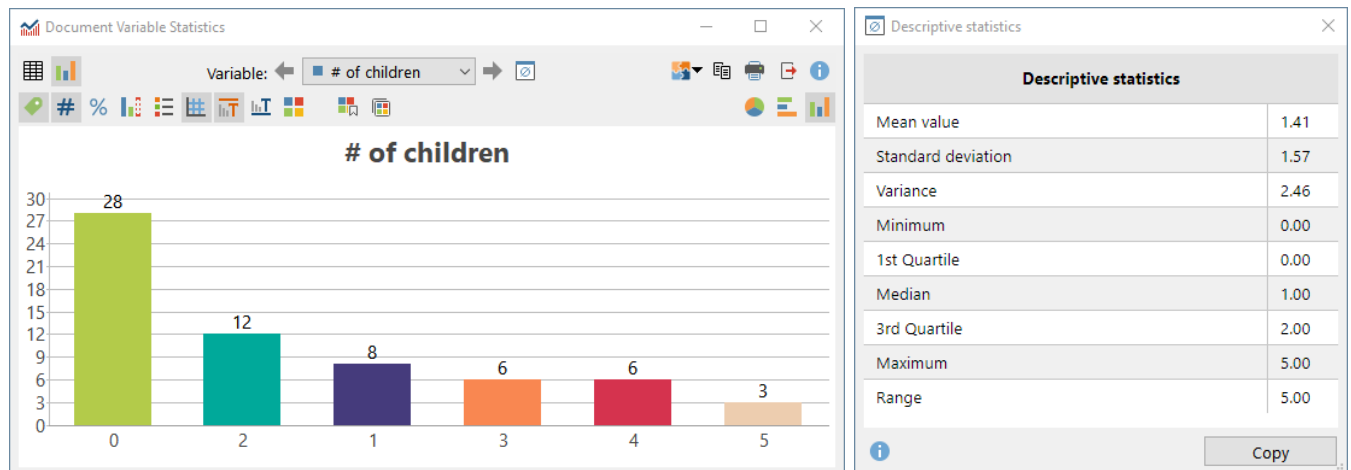 Document Variable Statistics
Variable: # of children
# %
# of children
30
27
24
21
18
15
12
9
6
3
0
28
12
8
6
6
3
0 2 1 3 4 5
Descriptive statistics
Descriptive statistics
Mean value 1.41
Standard deviation 1.57
Variance 2.46
Minimum 0.00
1st Quartile 0.00
Median 1.00
3rd Quartile 2.00
Maximum 5.00
Range 5.00
Copy